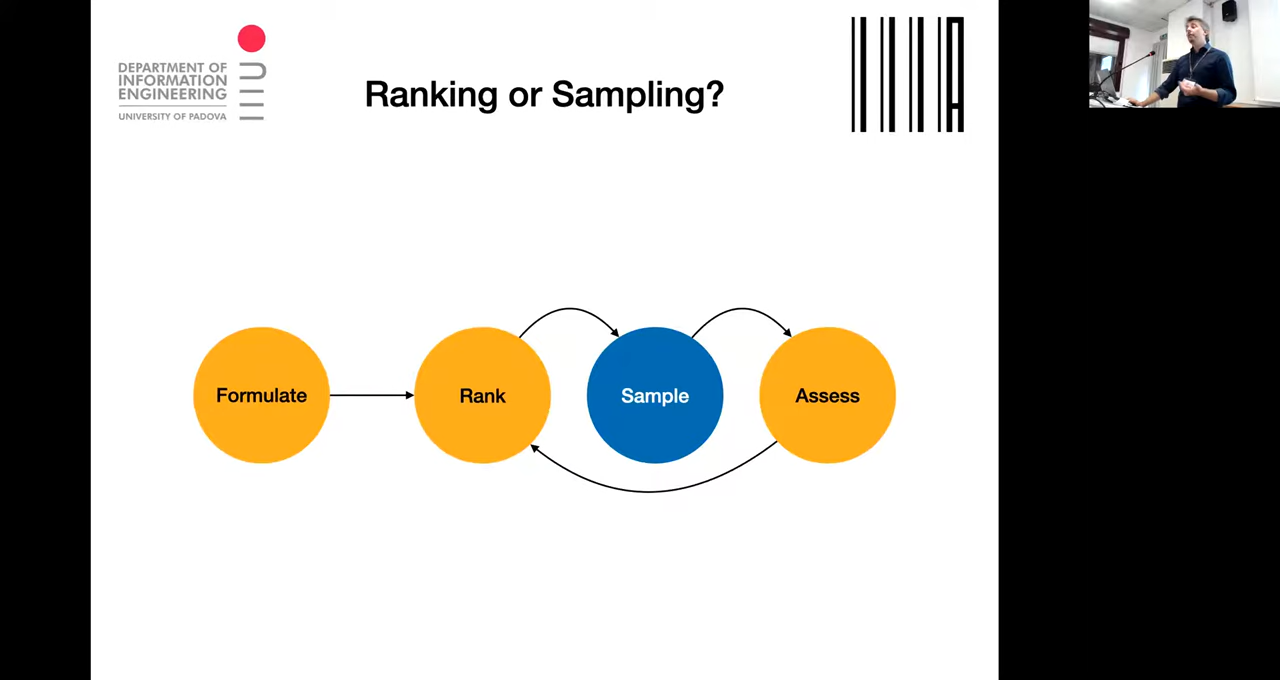 DEPARTMENT OF
INFORMATION
ENGINEERING
UNIVERSITY OF PADOVA
Ranking or Sampling?
Formulate
Rank
Sample
Assess